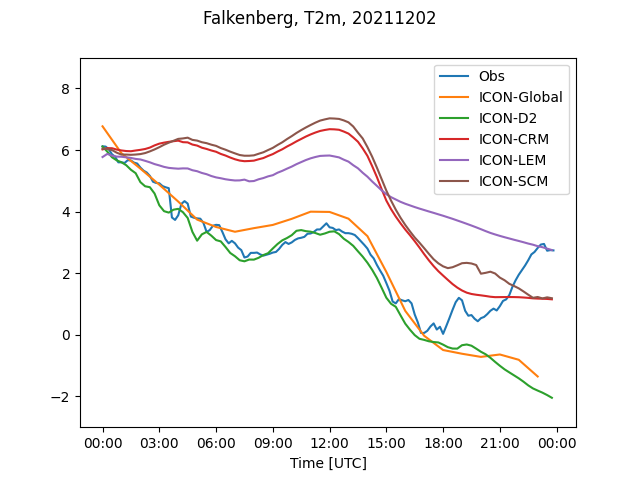 Falkenberg, T2m, 20211202
8
6
4
2
0
−2
Obs
ICON-Global
ICON-D2
ICON-CRM
ICON-LEM
ICON-SCM
00:00 03:00 06:00 09:00 12:00 15:00 18:00 21:00 00:00
Time [UTC]